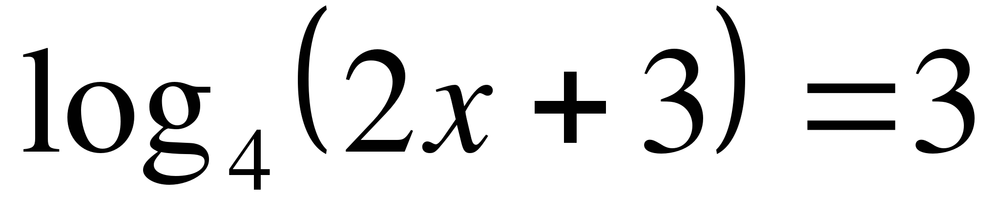 log₄(2x + 3) = 3